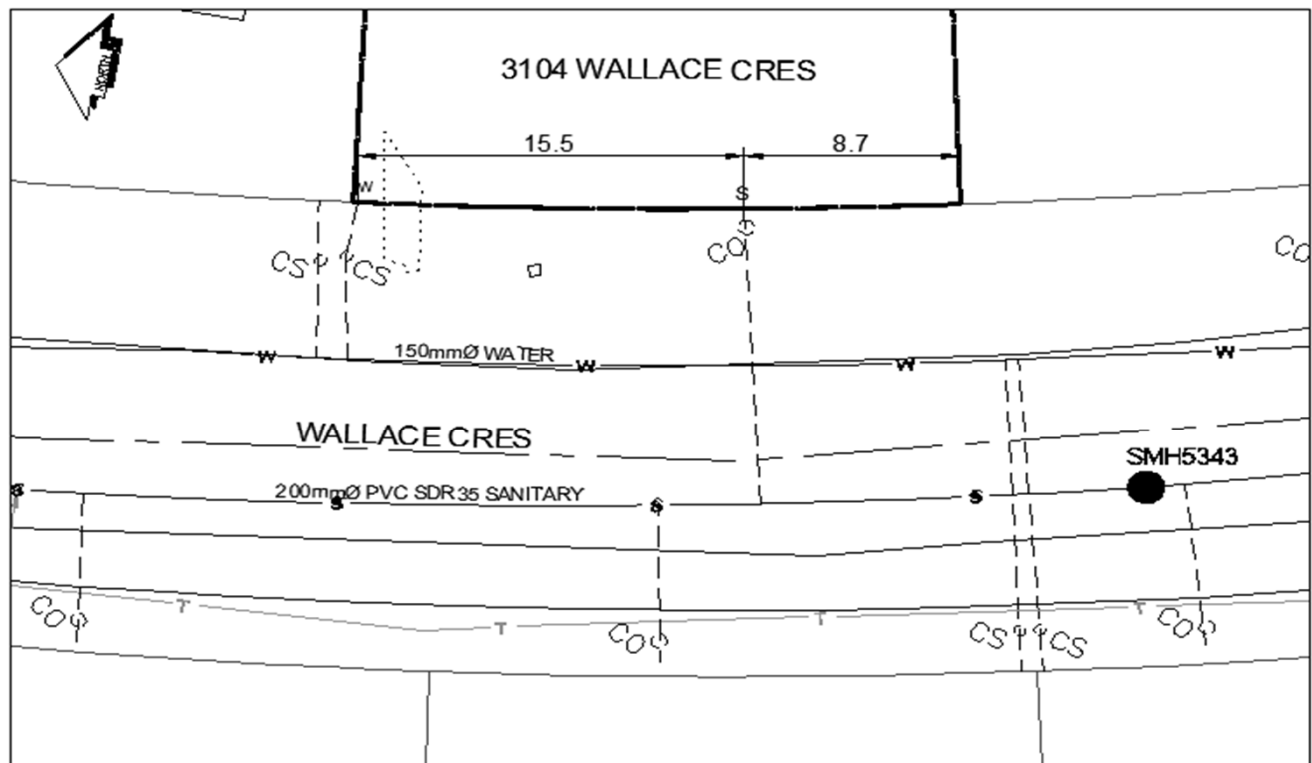 NORTH
3104 WALLACE CRES
15.5
8.7
W
S
CO
CO
CS
CS
150mmØ WATER
W
W
W
W
WALLACE CRES
SMH5343
200mmØ PVC SDR35 SANITARY
S
S
S
S
T
T
T
T
T
CO
CO
CS
CS
CO